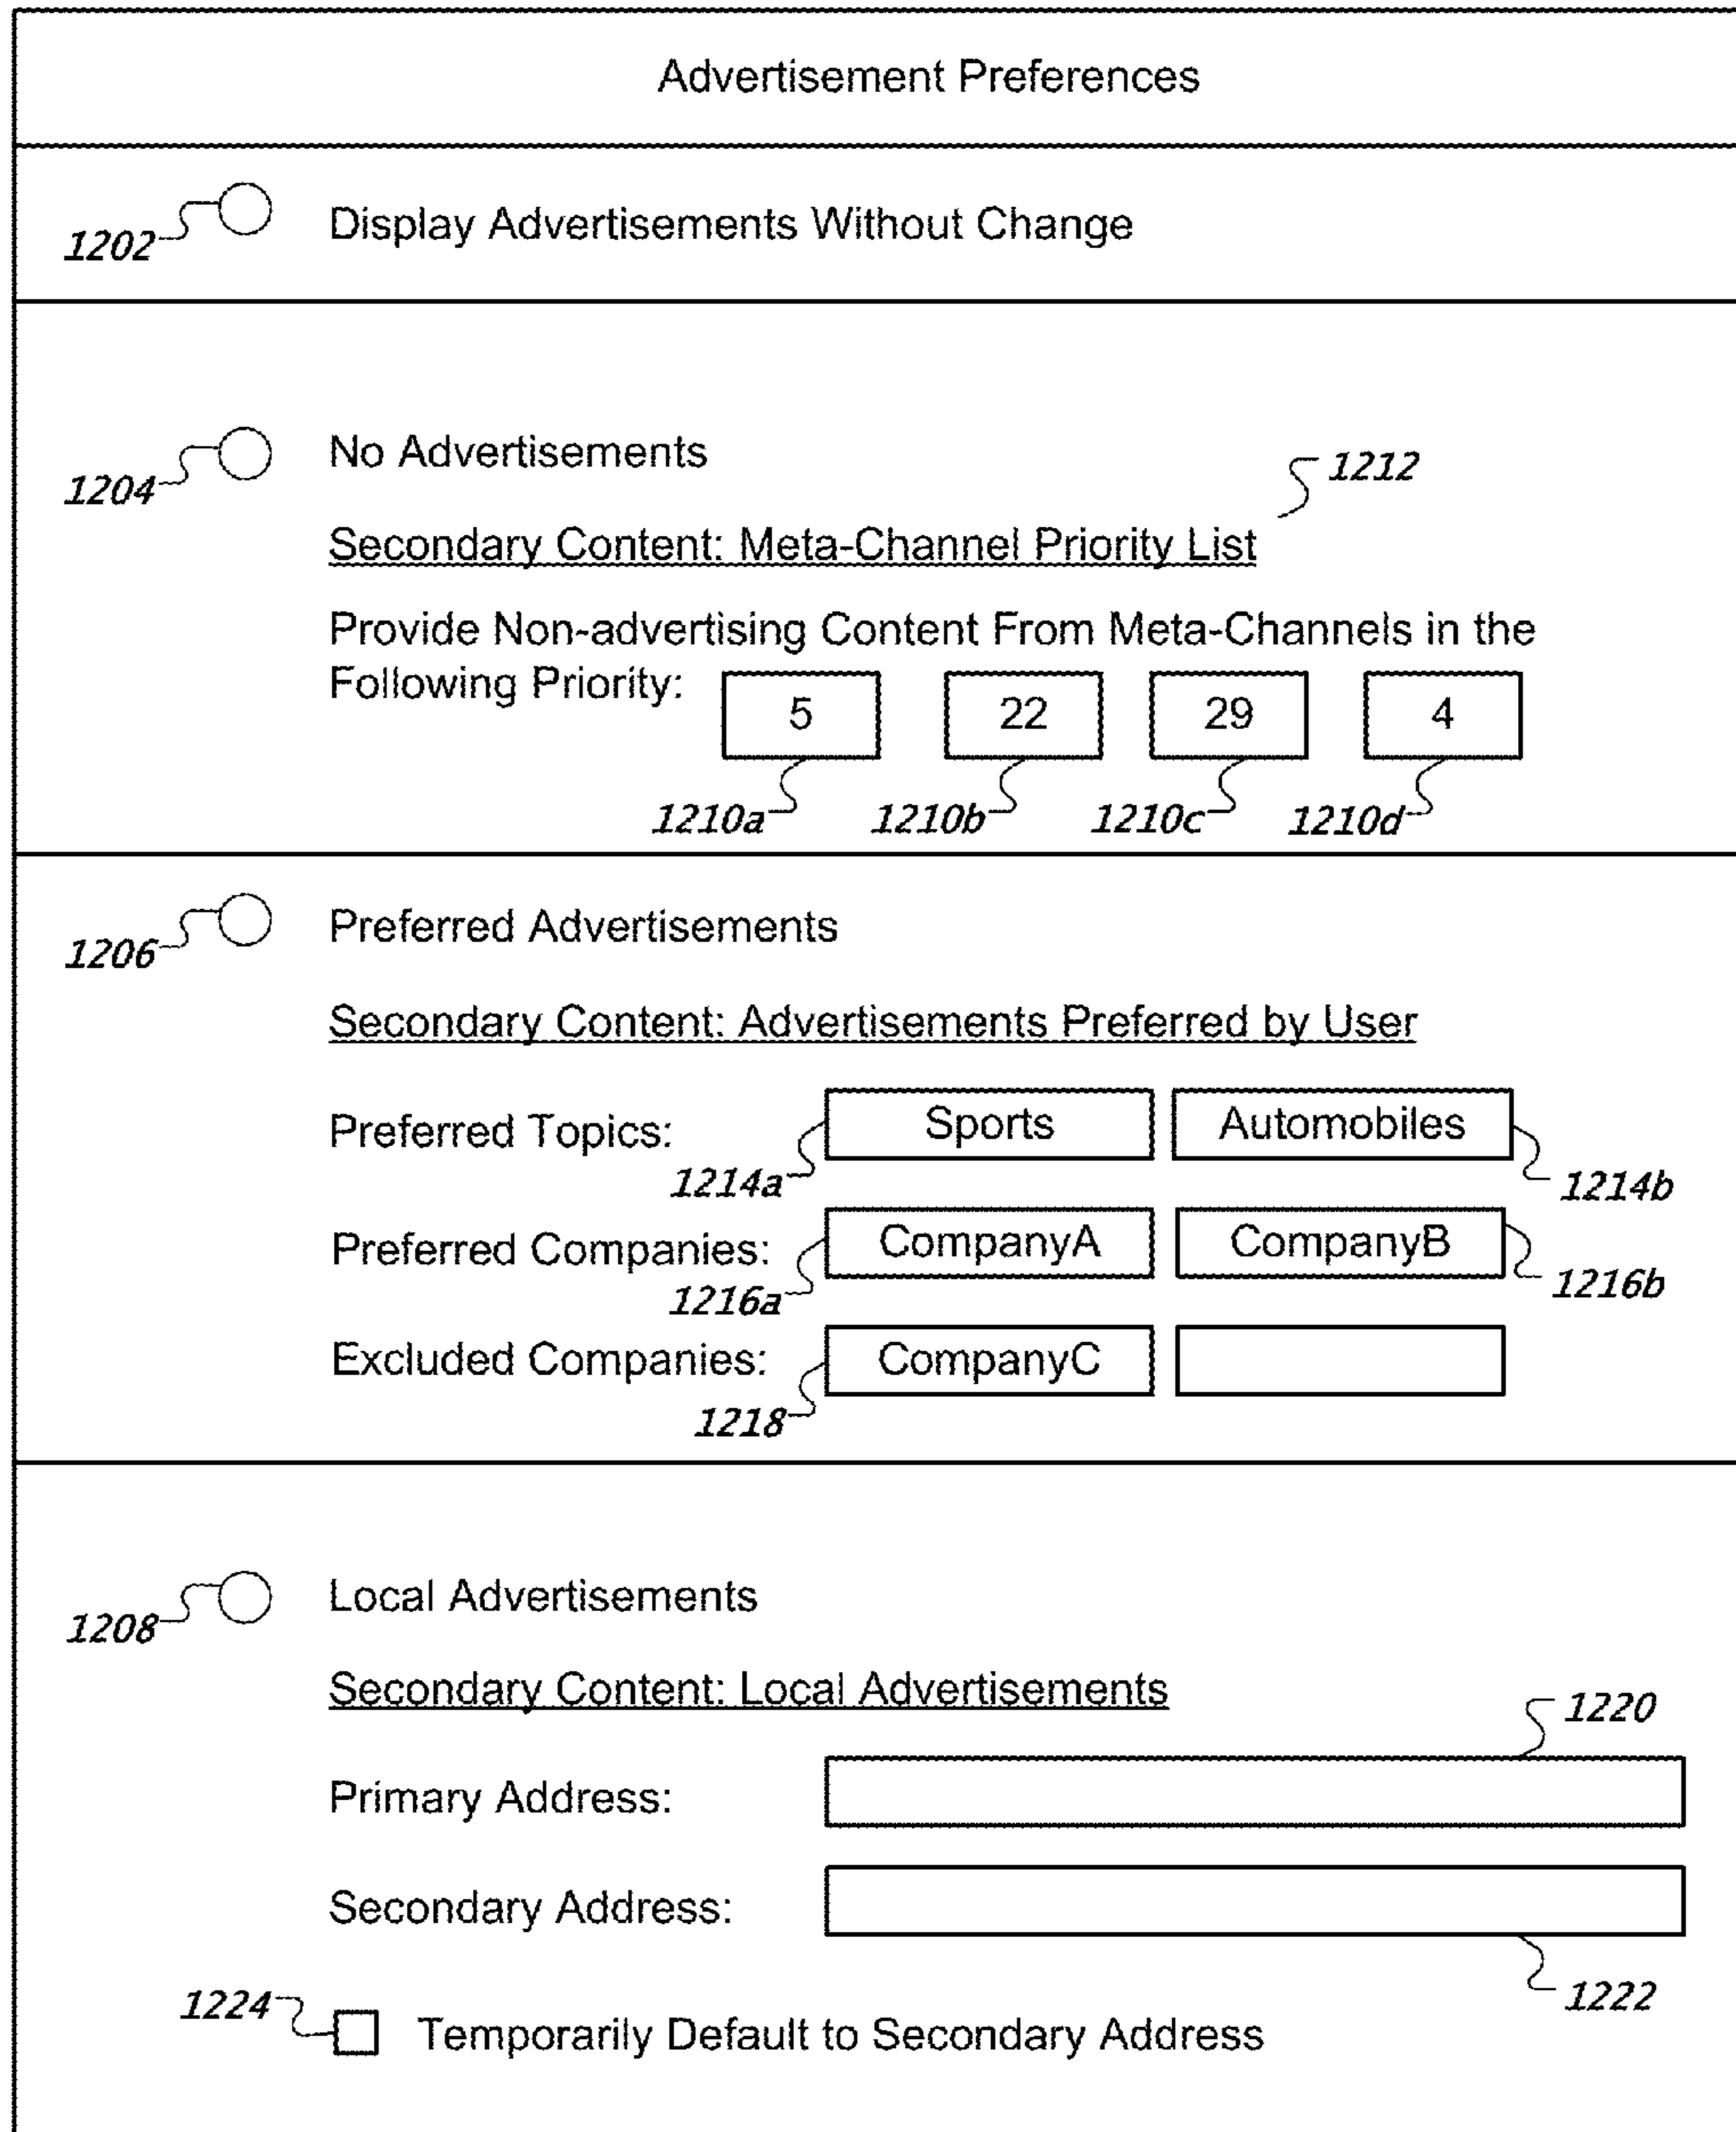 Advertisement Preferences
1202 Display Advertisements Without Change
1204 No Advertisements
1212
Secondary Content: Meta-Channel Priority List
Provide Non-advertising Content From Meta-Channels in the
Following Priority: 5 22 29 4
1210a 1210b 1210c 1210d
1206 Preferred Advertisements
Secondary Content: Advertisements Preferred by User
Preferred Topics: Sports Automobiles
1214a 1214b
Preferred Companies: CompanyA CompanyB
1216a 1216b
Excluded Companies: CompanyC
1218
1208 Local Advertisements
Secondary Content: Local Advertisements
1220
Primary Address:
Secondary Address:
1222
1224 Temporarily Default to Secondary Address